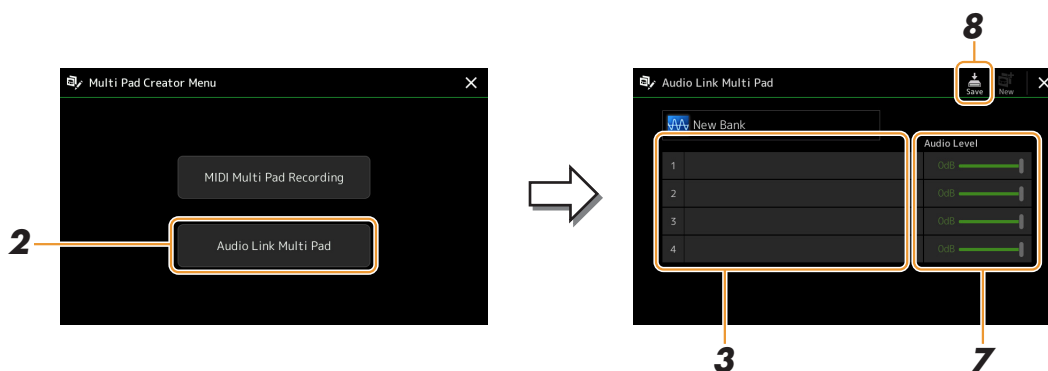 8
Multi Pad Creator Menu
MIDI Multi Pad Recording
Audio Link Multi Pad
2
Audio Link Multi Pad
Save
New
New Bank
Audio Level
1
0dB
2
0dB
3
0dB
4
0dB
3
7